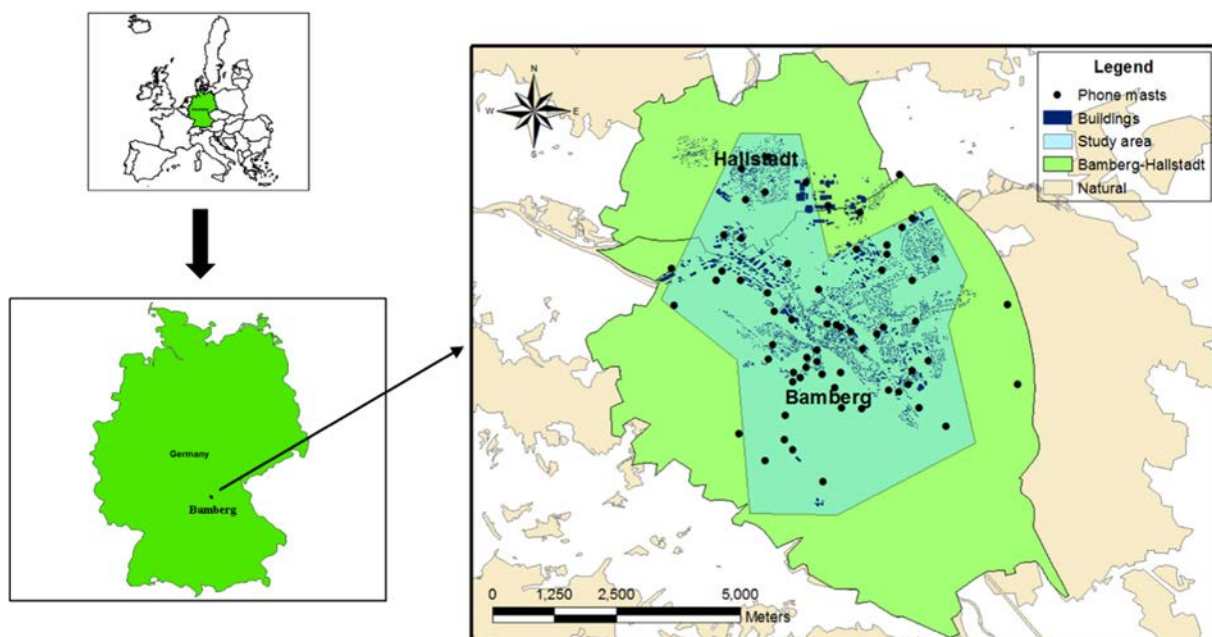 Germany
Germany
Bamberg
N
W
E
S
Hallstadt
Bamberg
Legend
Phone masts
Buildings
Study area
Bamberg-Hallstadt
Natural
0 1,250 2,500 5,000
Meters